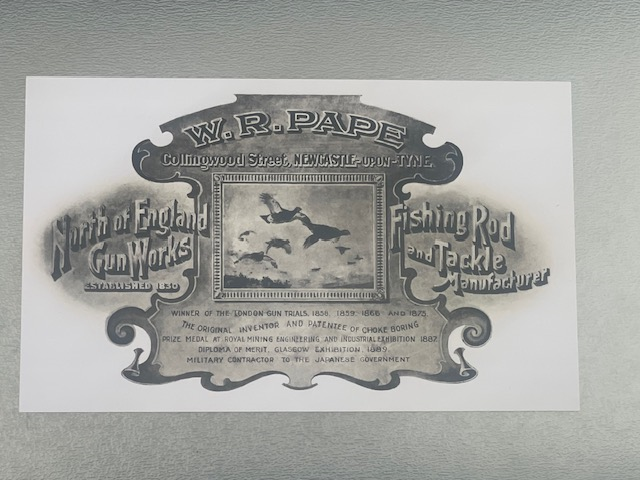 W. R. PAPE
Collingwood Street, NEWCASTLE-UPON-TYNE.
North of England
Gun Works
ESTABLISHED 1830
Fishing Rod
and Tackle
Manufacturer
WINNER OF THE LONDON GUN TRIALS, 1858, 1859, 1866 AND 1875.
THE ORIGINAL INVENTOR AND PATENTEE OF CHOKE BORING
PRIZE MEDAL AT ROYAL MINING ENGINEERING AND INDUSTRIAL EXHIBITION 1887.
DIPLOMA OF MERIT, GLASGOW EXHIBITION, 1889.
MILITARY CONTRACTOR TO THE JAPANESE GOVERNMENT